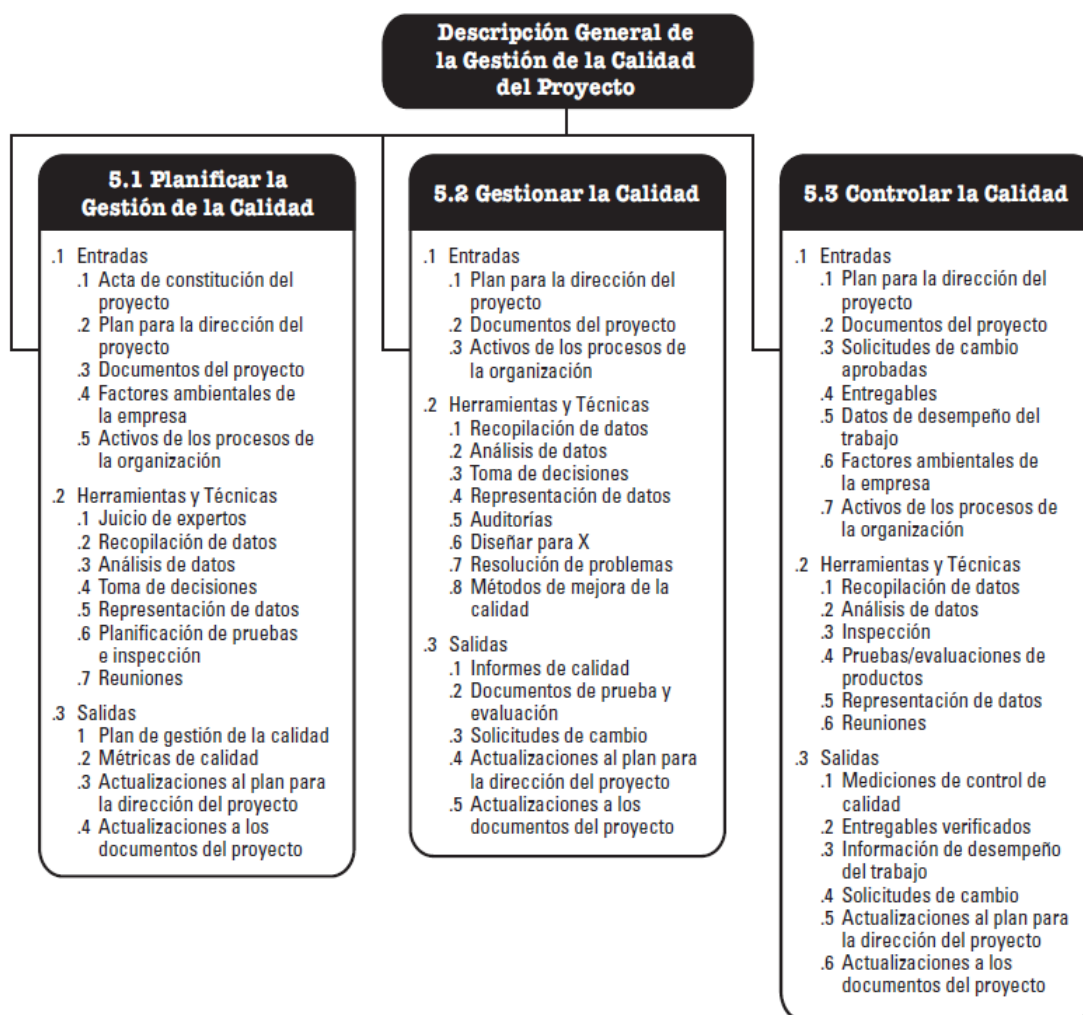 Descripción General de
la Gestión de la Calidad
del Proyecto
5.1 Planificar la
Gestión de la Calidad
.1 Entradas
.1 Acta de constitución del
proyecto
.2 Plan para la dirección del
proyecto
.3 Documentos del proyecto
.4 Factores ambientales de
la empresa
.5 Activos de los procesos de
la organización
.2 Herramientas y Técnicas
.1 Juicio de expertos
.2 Recopilación de datos
.3 Análisis de datos
.4 Toma de decisiones
.5 Representación de datos
.6 Planificación de pruebas
e inspección
.7 Reuniones
.3 Salidas
1 Plan de gestión de la calidad
.2 Métricas de calidad
.3 Actualizaciones al plan para
la dirección del proyecto
.4 Actualizaciones a los
documentos del proyecto
5.2 Gestionar la Calidad
.1 Entradas
.1 Plan para la dirección del
proyecto
.2 Documentos del proyecto
.3 Activos de los procesos de
la organización
.2 Herramientas y Técnicas
.1 Recopilación de datos
.2 Análisis de datos
.3 Toma de decisiones
.4 Representación de datos
.5 Auditorías
.6 Diseñar para X
.7 Resolución de problemas
.8 Métodos de mejora de la
calidad
.3 Salidas
.1 Informes de calidad
.2 Documentos de prueba y
evaluación
.3 Solicitudes de cambio
.4 Actualizaciones al plan para
la dirección del proyecto
.5 Actualizaciones a los
documentos del proyecto
5.3 Controlar la Calidad
.1 Entradas
.1 Plan para la dirección del
proyecto
.2 Documentos del proyecto
.3 Solicitudes de cambio
aprobadas
.4 Entregables
.5 Datos de desempeño del
trabajo
.6 Factores ambientales de
la empresa
.7 Activos de los procesos de
la organización
.2 Herramientas y Técnicas
.1 Recopilación de datos
.2 Análisis de datos
.3 Inspección
.4 Pruebas/evaluaciones de
productos
.5 Representación de datos
.6 Reuniones
.3 Salidas
.1 Mediciones de control de
calidad
.2 Entregables verificados
.3 Información de desempeño
del trabajo
.4 Solicitudes de cambio
.5 Actualizaciones al plan para
la dirección del proyecto
.6 Actualizaciones a los
documentos del proyecto